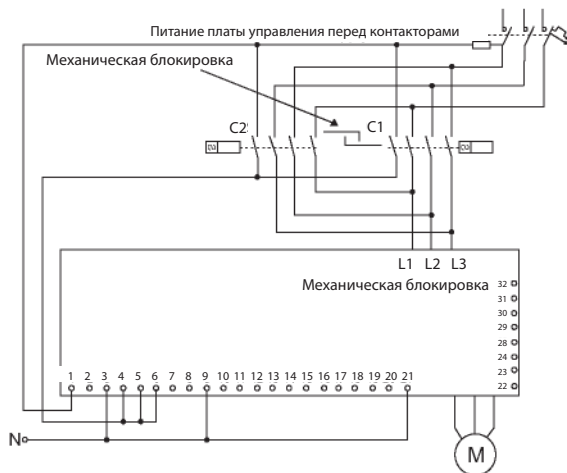 Питание платы управления перед контакторами
Механическая блокировка
C2
C1
L1 L2 L3
Механическая блокировка
32
31
30
29
28
24
23
22
1 2 3 4 5 6 7 8 9 10 11 12 13 14 15 16 17 18 19 20 21
N
M